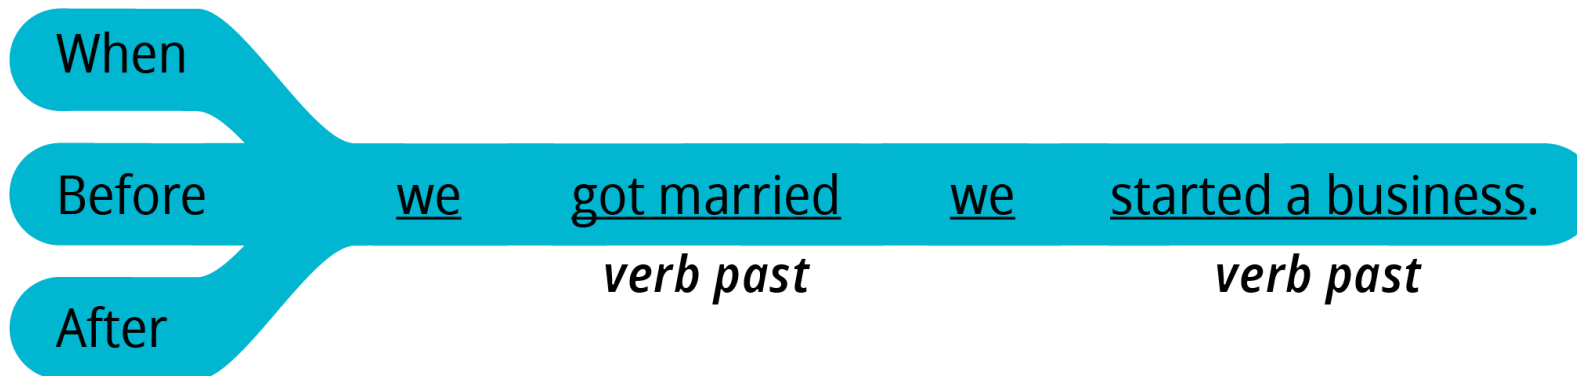 When
Before we got married we started a business.
verb past verb past
After